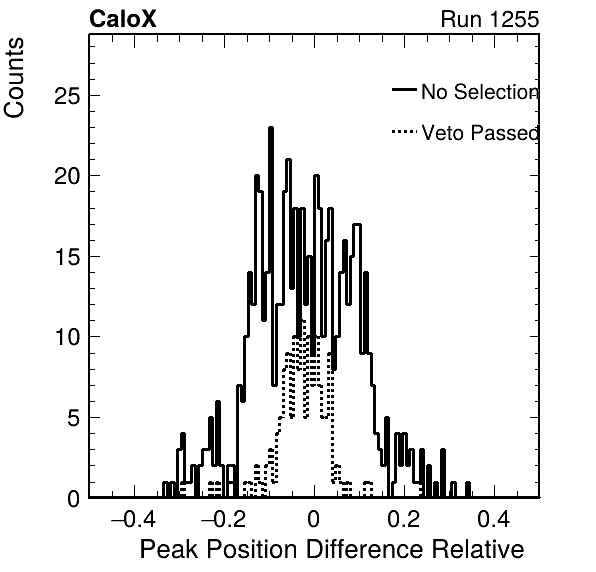 CaloX Run 1255
Counts
No Selection
Veto Passed
25
20
15
10
5
0
−0.4 −0.2 0 0.2 0.4
Peak Position Difference Relative